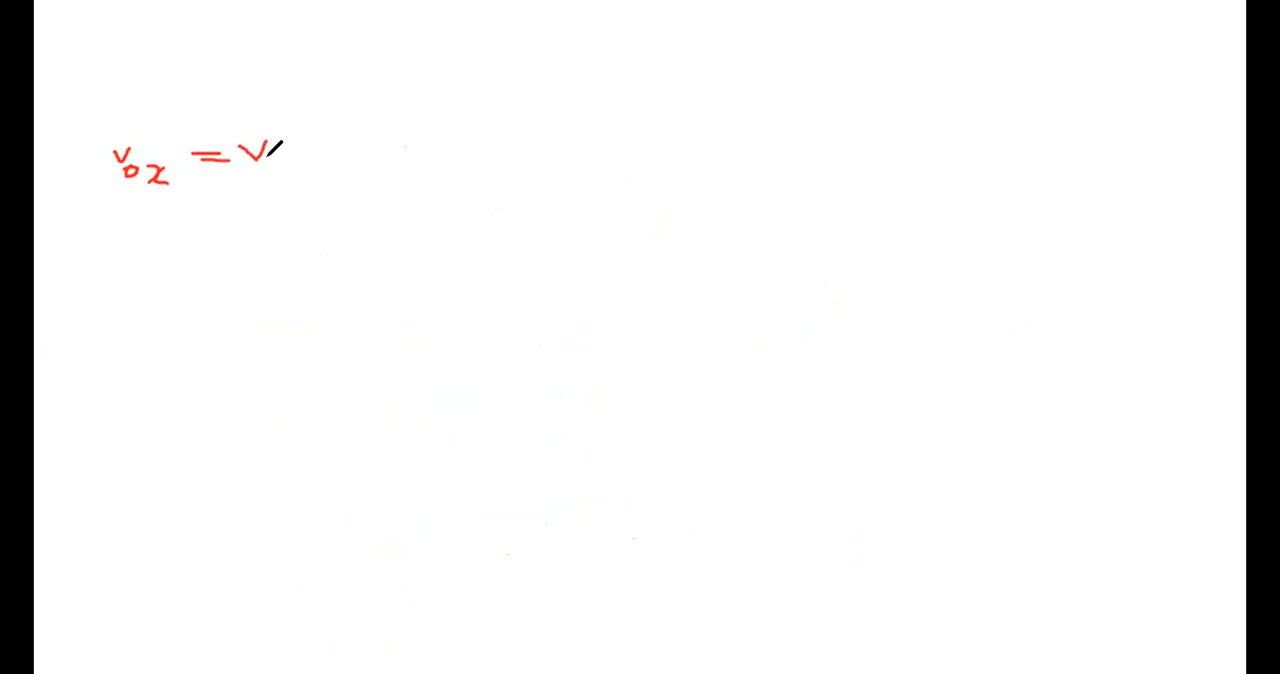 v₀ₓ = v